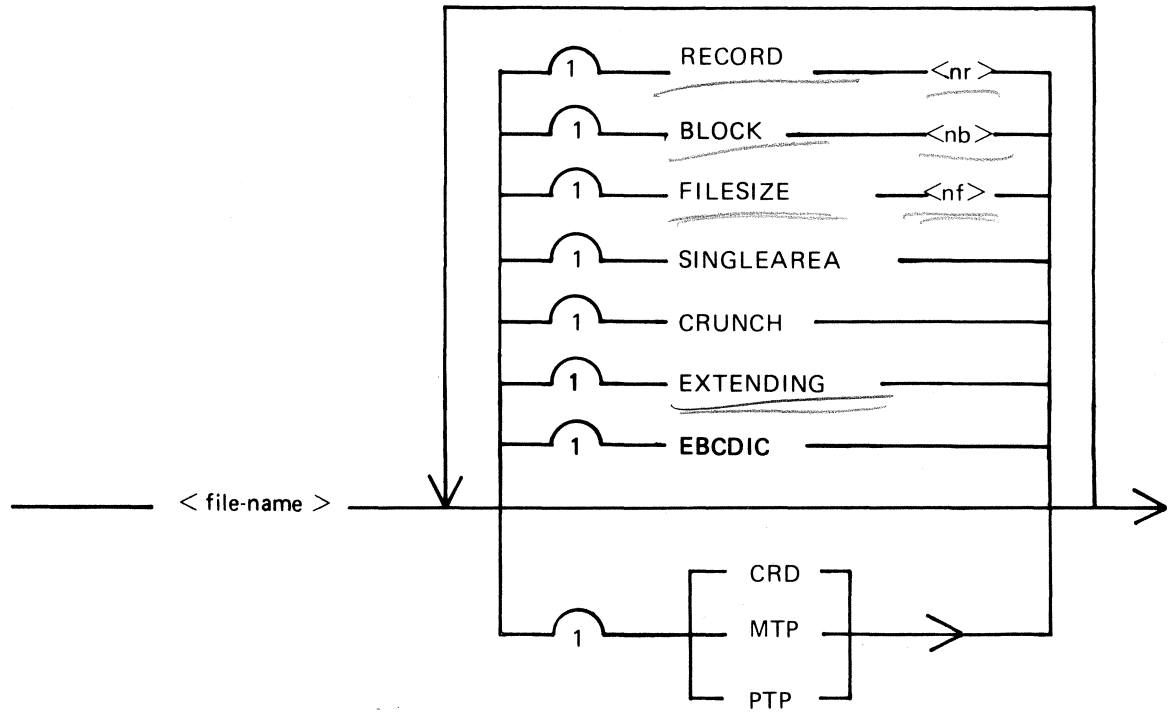 1 RECORD <nr>
1 BLOCK <nb>
1 FILESIZE <nf>
1 SINGLEAREA
1 CRUNCH
1 EXTENDING
1 EBCDIC
< file-name >
CRD
1 MTP
PTP